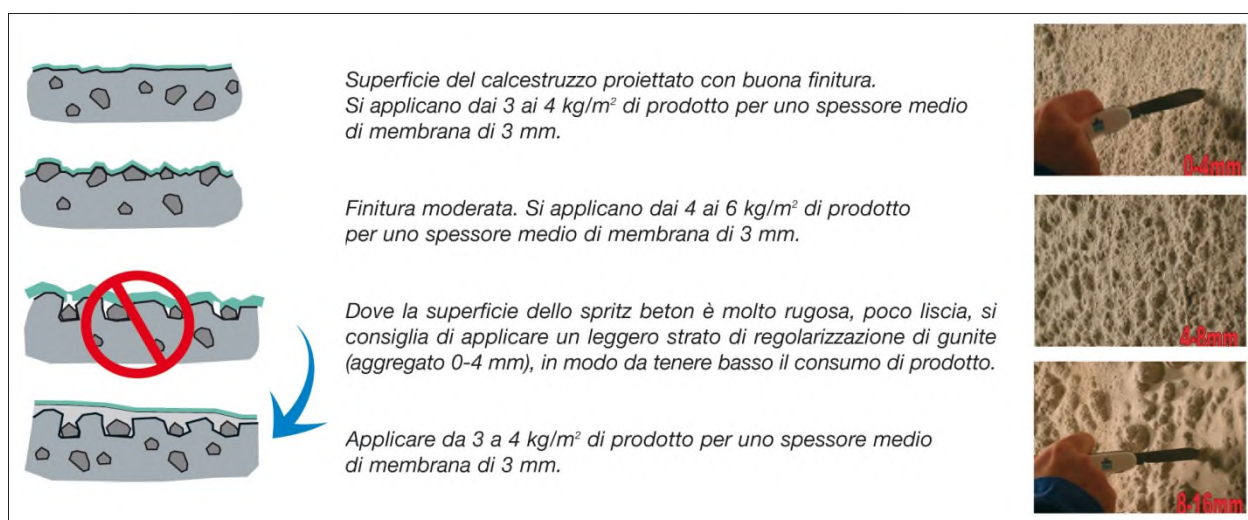 Superficie del calcestruzzo proiettato con buona finitura.
Si applicano dai 3 ai 4 kg/m² di prodotto per uno spessore medio
di membrana di 3 mm.
0-4mm
Finitura moderata. Si applicano dai 4 ai 6 kg/m² di prodotto
per uno spessore medio di membrana di 3 mm.
4-8mm
Dove la superficie dello spritz beton è molto rugosa, poco liscia, si
consiglia di applicare un leggero strato di regolarizzazione di gunite
(aggregato 0-4 mm), in modo da tenere basso il consumo di prodotto.
Applicare da 3 a 4 kg/m² di prodotto per uno spessore medio
di membrana di 3 mm.
8-16mm